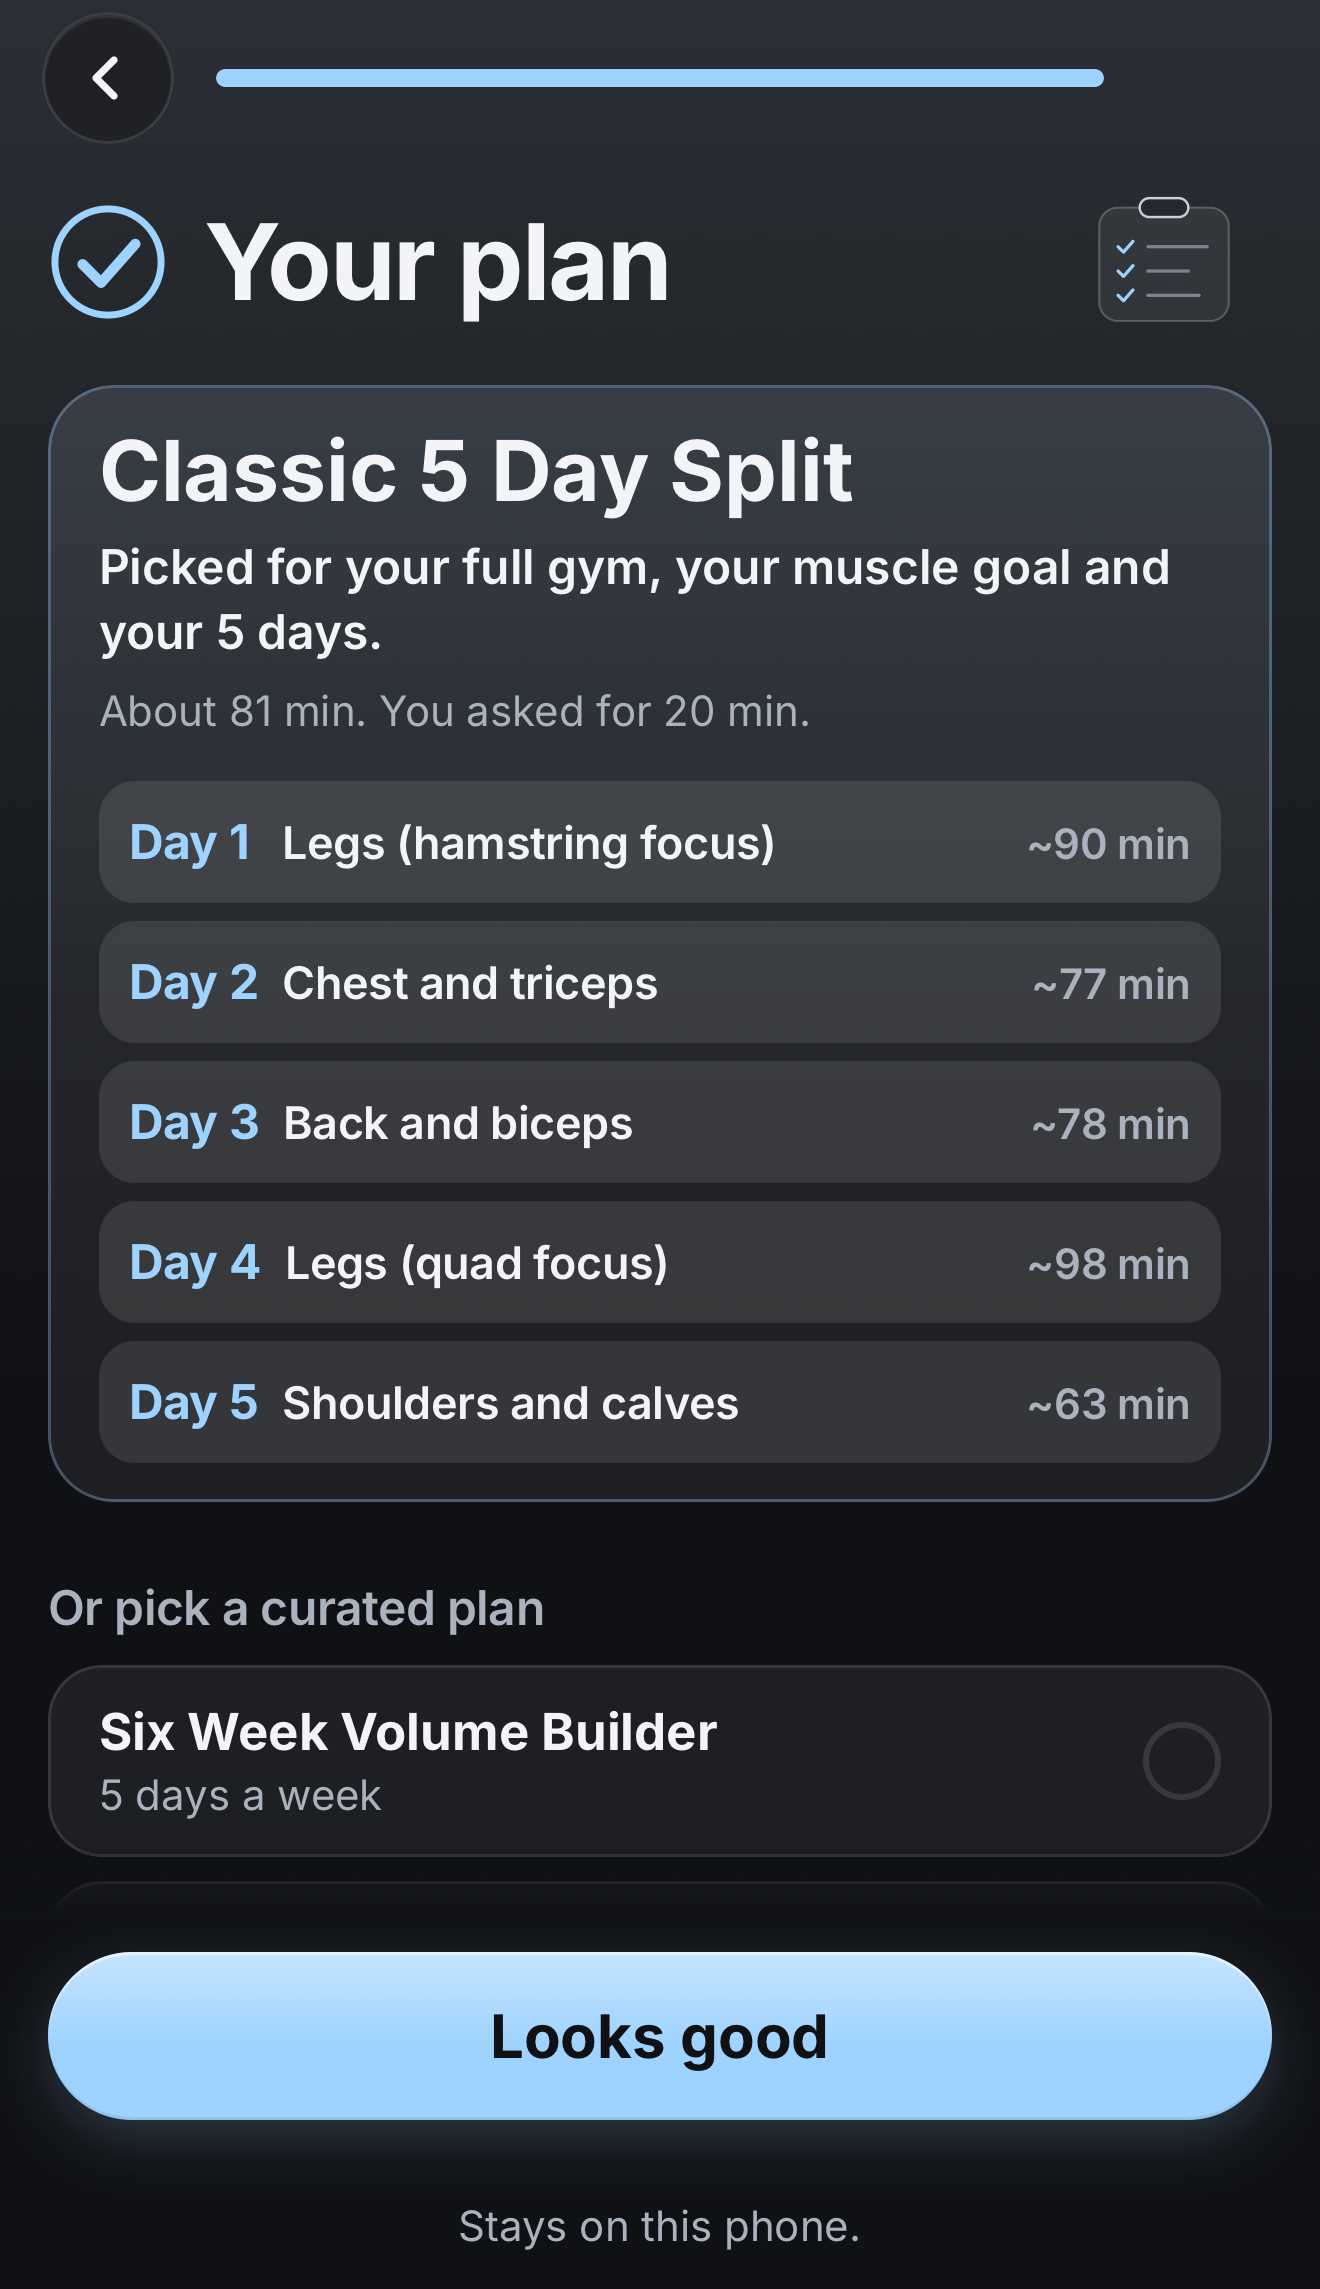 Your plan
Classic 5 Day Split
Picked for your full gym, your muscle goal and
your 5 days.
About 81 min. You asked for 20 min.
Day 1 Legs (hamstring focus) ~90 min
Day 2 Chest and triceps ~77 min
Day 3 Back and biceps ~78 min
Day 4 Legs (quad focus) ~98 min
Day 5 Shoulders and calves ~63 min
Or pick a curated plan
Six Week Volume Builder
5 days a week
Looks good
Stays on this phone.